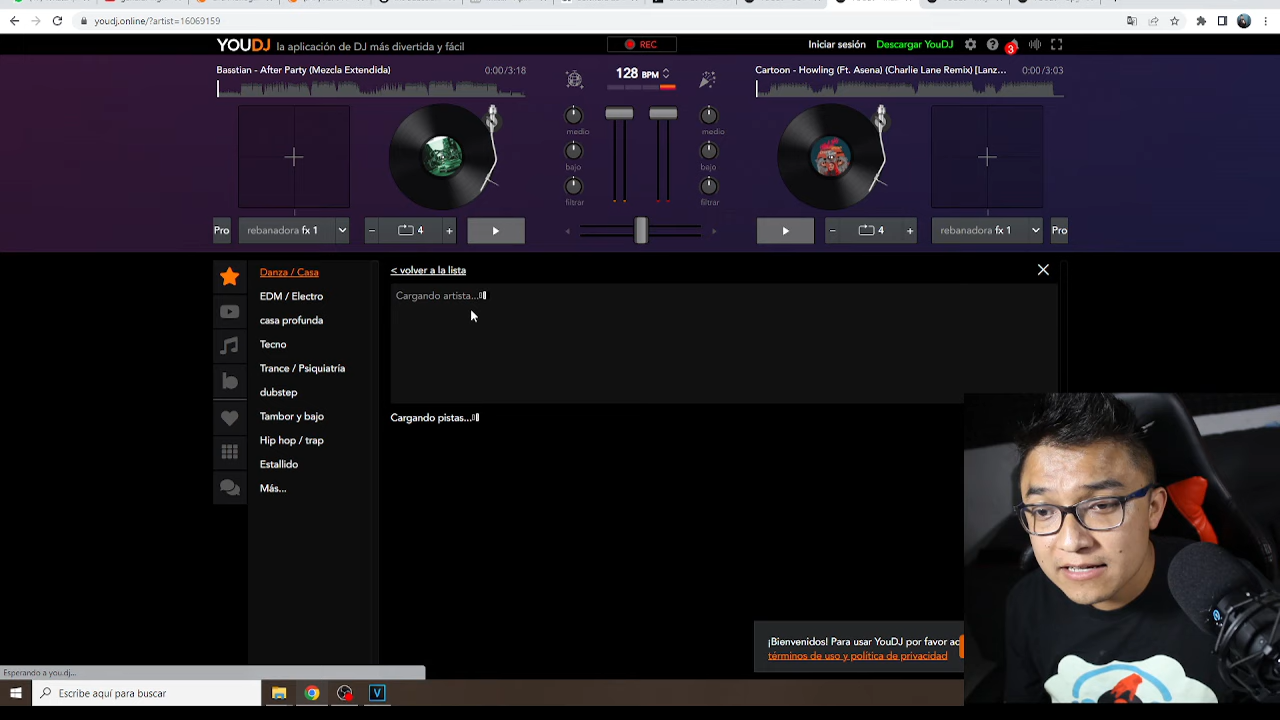 youdj.online/?artist=16069159
YOUDJ la aplicación de DJ más divertida y fácil
REC
Iniciar sesión
Descargar YouDJ
3
Basstian - After Party (Mezcla Extendida)
0:00/3:18
128 BPM
Cartoon - Howling (Ft. Asena) (Charlie Lane Remix) [Lanz...
0:00/3:03
medio
medio
bajo
bajo
filtrar
filtrar
Pro
rebanadora fx 1
− 4 +
− 4 +
rebanadora fx 1
Pro
Danza / Casa
EDM / Electro
casa profunda
Tecno
Trance / Psiquiatría
dubstep
Tambor y bajo
Hip hop / trap
Estallido
Más...
< volver a la lista
Cargando artista...
Cargando pistas...
¡Bienvenidos! Para usar YouDJ por favor
términos de uso y política de privacidad
Esperando a you.dj...
Escribe aquí para buscar